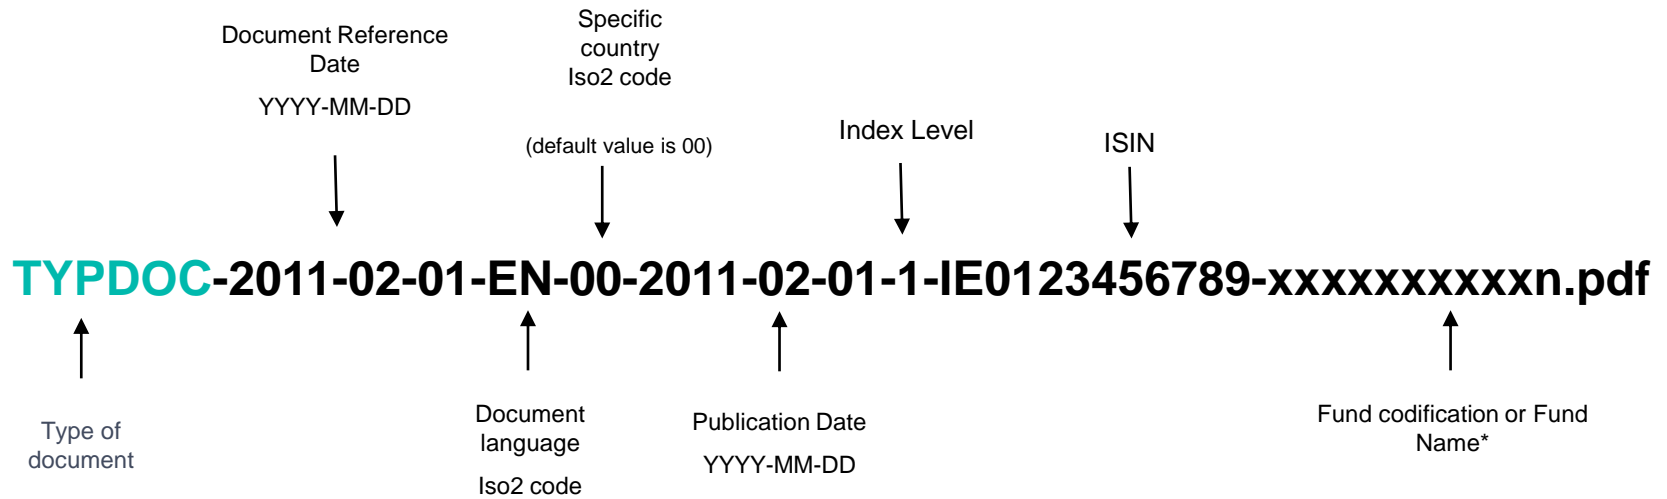 Document Reference
Date
YYYY-MM-DD
Specific
country
Iso2 code
(default value is 00)
Index Level
ISIN
TYPDOC-2011-02-01-EN-00-2011-02-01-1-IE0123456789-xxxxxxxxxxn.pdf
Type of
document
Document
language
Iso2 code
Publication Date
YYYY-MM-DD
Fund codification or Fund
Name*